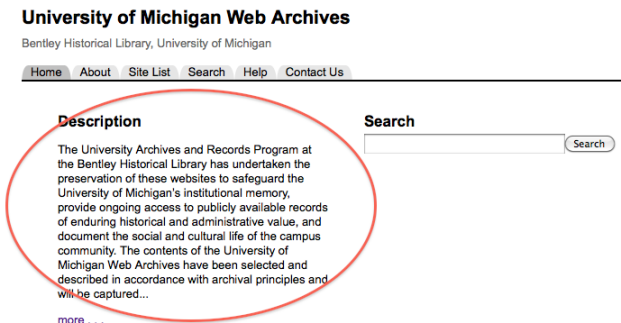 University of Michigan Web Archives
Bentley Historical Library, University of Michigan
Home About Site List Search Help Contact Us
Description
The University Archives and Records Program at
the Bentley Historical Library has undertaken the
preservation of these websites to safeguard the
University of Michigan's institutional memory,
provide ongoing access to publicly available records
of enduring historical and administrative value, and
document the social and cultural life of the campus
community. The contents of the University of
Michigan Web Archives have been selected and
described in accordance with archival principles and
will be captured...
more . . .
Search
Search